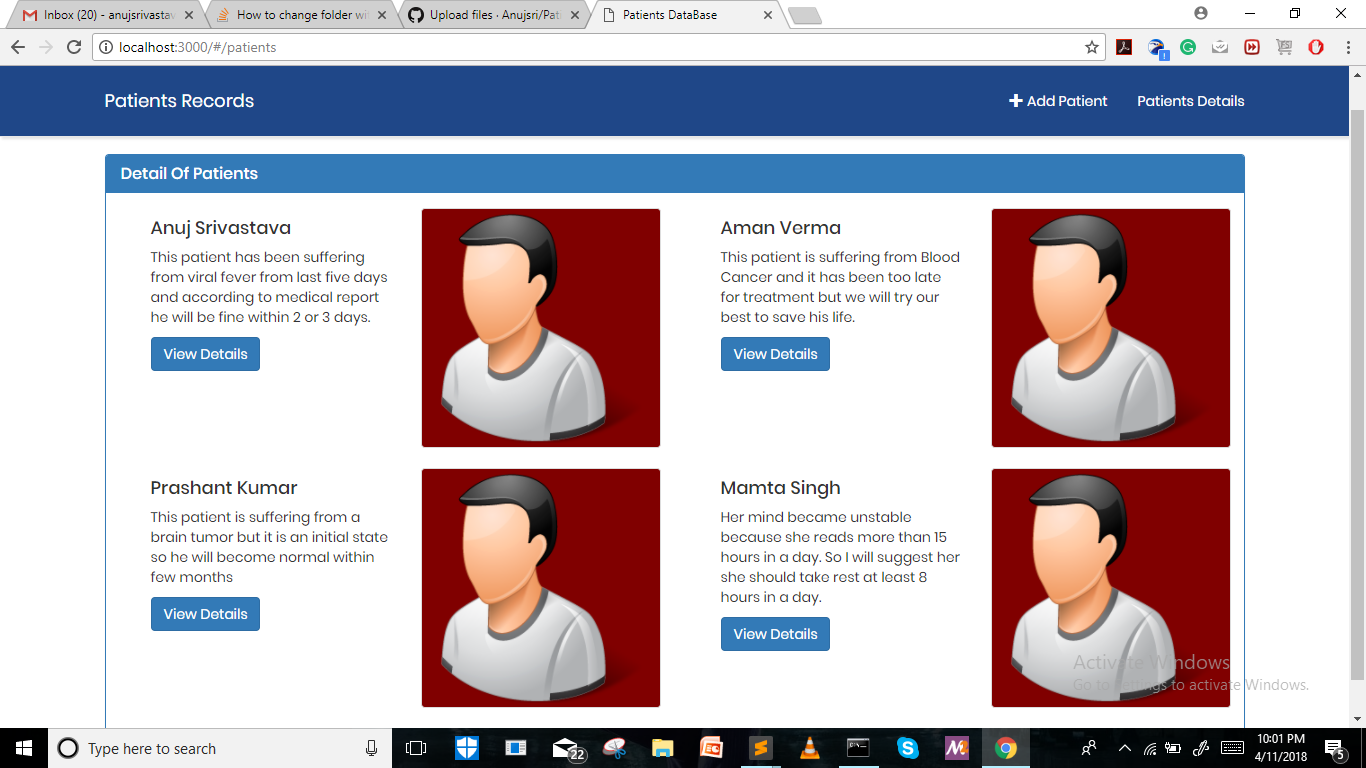 Inbox (20) - anujsrivastav
How to change folder wi
Upload files · Anujsri/Pati
Patients DataBase
localhost:3000/#/patients
Patients Records
Add Patient
Patients Details
Detail Of Patients
Anuj Srivastava
This patient has been suffering
from viral fever from last five days
and according to medical report
he will be fine within 2 or 3 days.
View Details
Aman Verma
This patient is suffering from Blood
Cancer and it has been too late
for treatment but we will try our
best to save his life.
View Details
Prashant Kumar
This patient is suffering from a
brain tumor but it is an initial state
so he will become normal within
few months
View Details
Mamta Singh
Her mind became unstable
because she reads more than 15
hours in a day. So I will suggest her
she should take rest at least 8
hours in a day.
View Details
Activate Windows
Go to Settings to activate Windows.
Type here to search
22
10:01 PM
4/11/2018
5